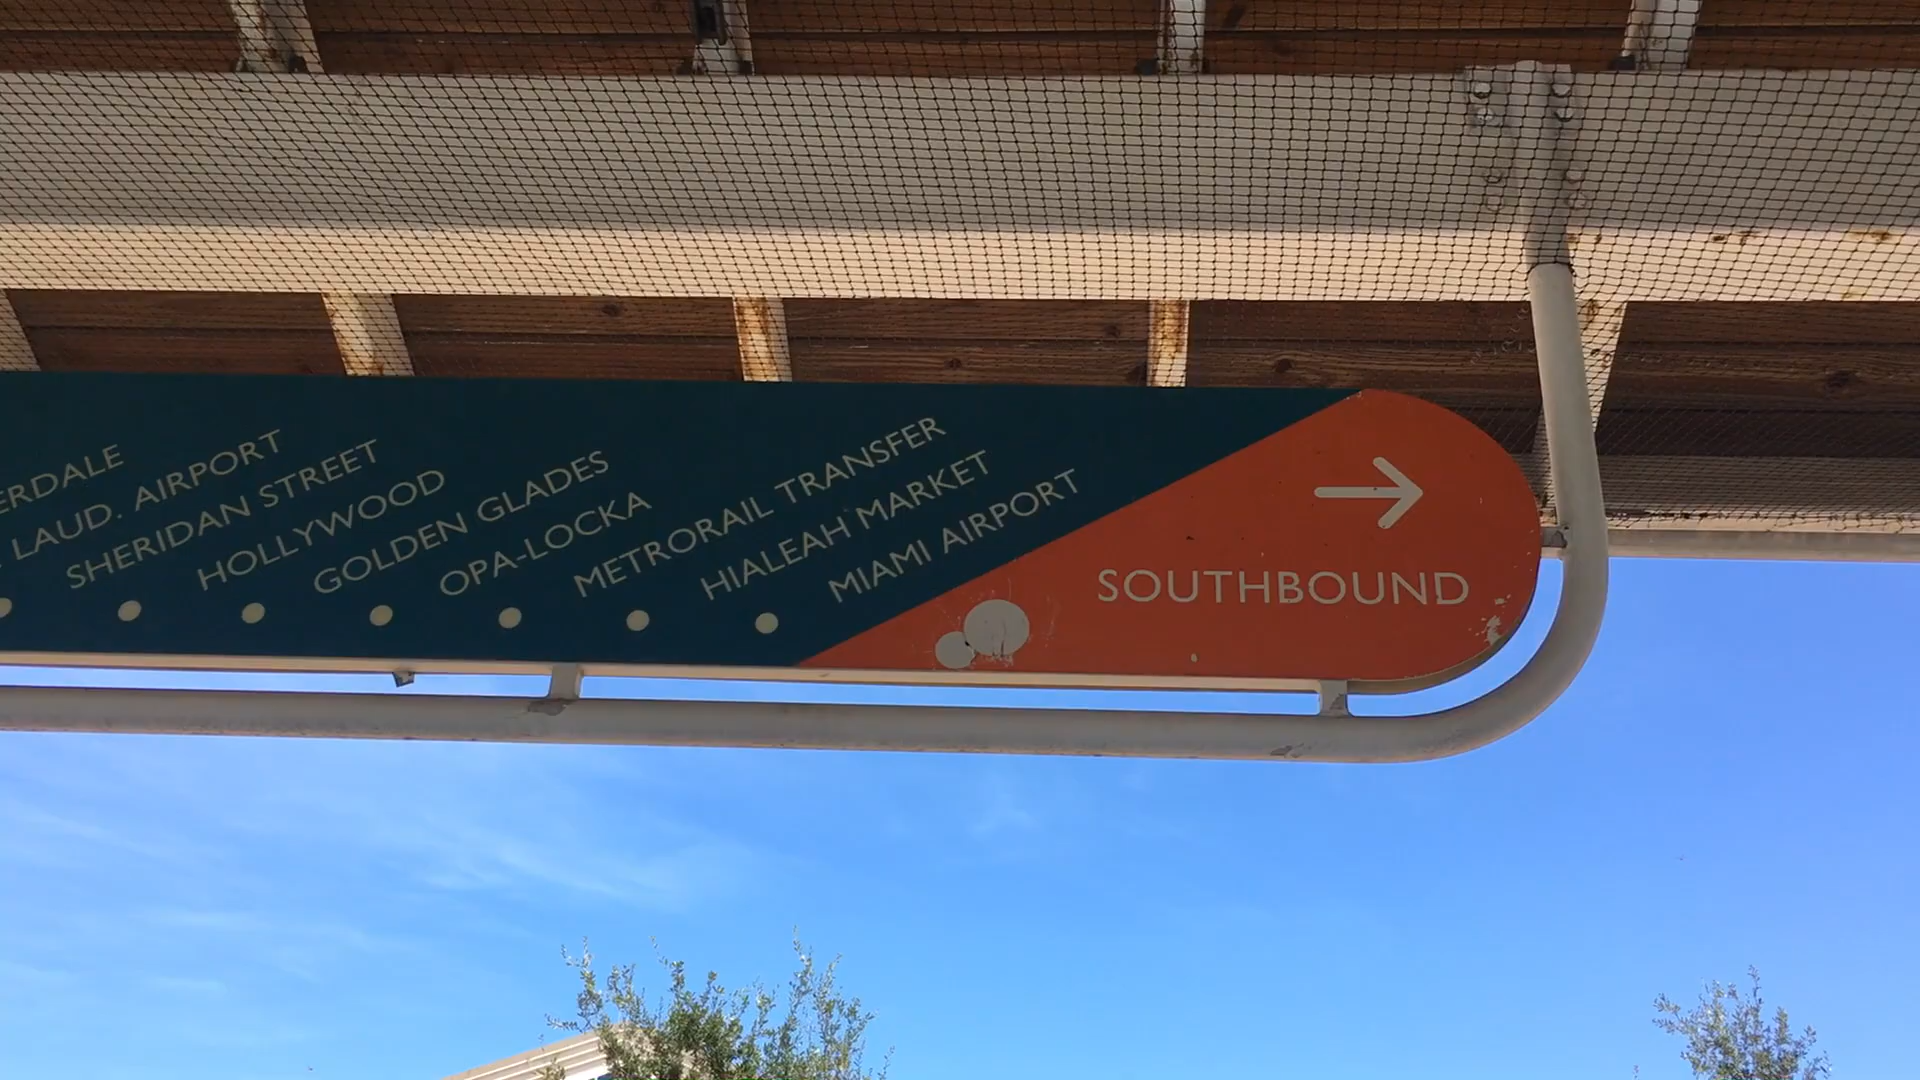 ERDALE
LAUD. AIRPORT
SHERIDAN STREET
HOLLYWOOD
GOLDEN GLADES
OPA-LOCKA
METRORAIL TRANSFER
HIALEAH MARKET
MIAMI AIRPORT
SOUTHBOUND